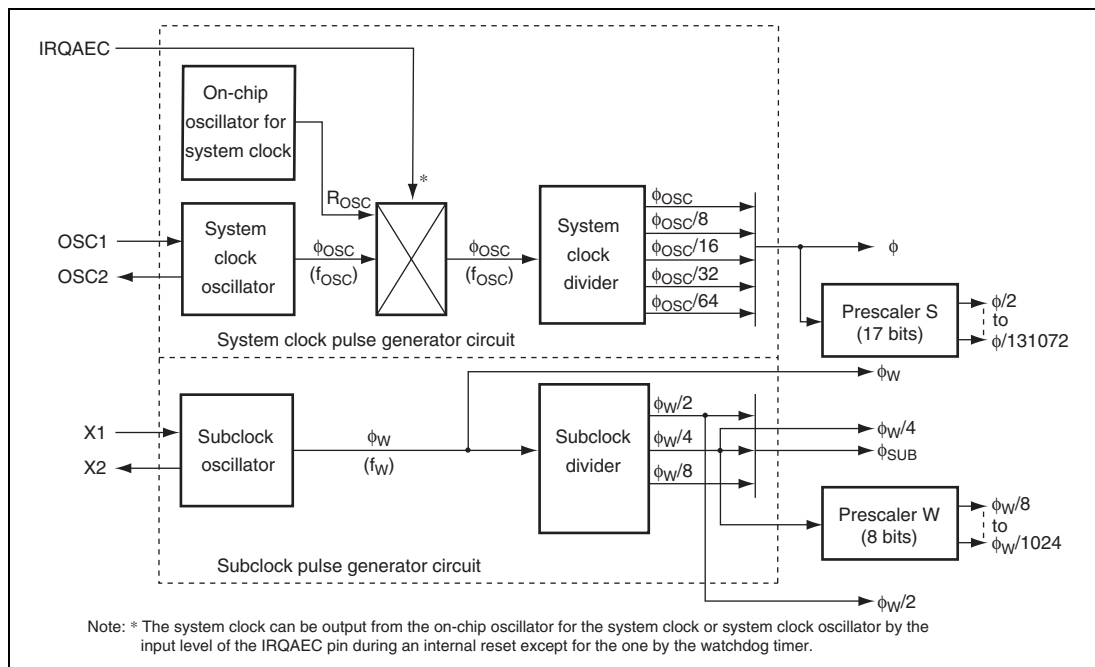 IRQAEC
On-chip
oscillator for
system clock
*
R_OSC
OSC1
OSC2
System
clock
oscillator
ϕOSC
(fOSC)
ϕOSC
(fOSC)
System
clock
divider
ϕOSC
ϕOSC/8
ϕOSC/16
ϕOSC/32
ϕOSC/64
ϕ
Prescaler S
(17 bits)
ϕ/2
to
ϕ/131072
System clock pulse generator circuit
ϕW
X1
X2
Subclock
oscillator
ϕW
(fW)
Subclock
divider
ϕW/2
ϕW/4
ϕW/8
ϕW/4
ϕSUB
Prescaler W
(8 bits)
ϕW/8
to
ϕW/1024
Subclock pulse generator circuit
ϕW/2
Note: * The system clock can be output from the on-chip oscillator for the system clock or system clock oscillator by the
input level of the IRQAEC pin during an internal reset except for the one by the watchdog timer.